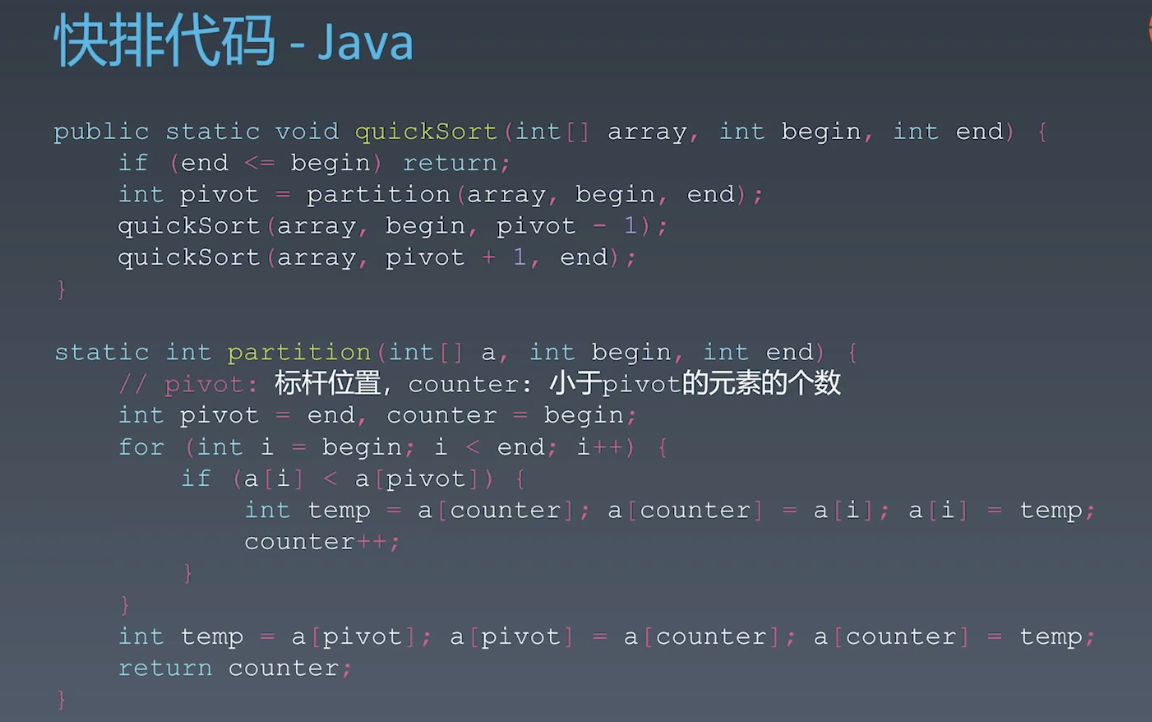 快排代码 - Java
public static void quickSort(int[] array, int begin, int end) {
    if (end <= begin) return;
    int pivot = partition(array, begin, end);
    quickSort(array, begin, pivot - 1);
    quickSort(array, pivot + 1, end);
}
static int partition(int[] a, int begin, int end) {
    // pivot: 标杆位置，counter: 小于pivot的元素的个数
    int pivot = end, counter = begin;
    for (int i = begin; i < end; i++) {
        if (a[i] < a[pivot]) {
            int temp = a[counter]; a[counter] = a[i]; a[i] = temp;
            counter++;
        }
    }
    int temp = a[pivot]; a[pivot] = a[counter]; a[counter] = temp;
    return counter;
}